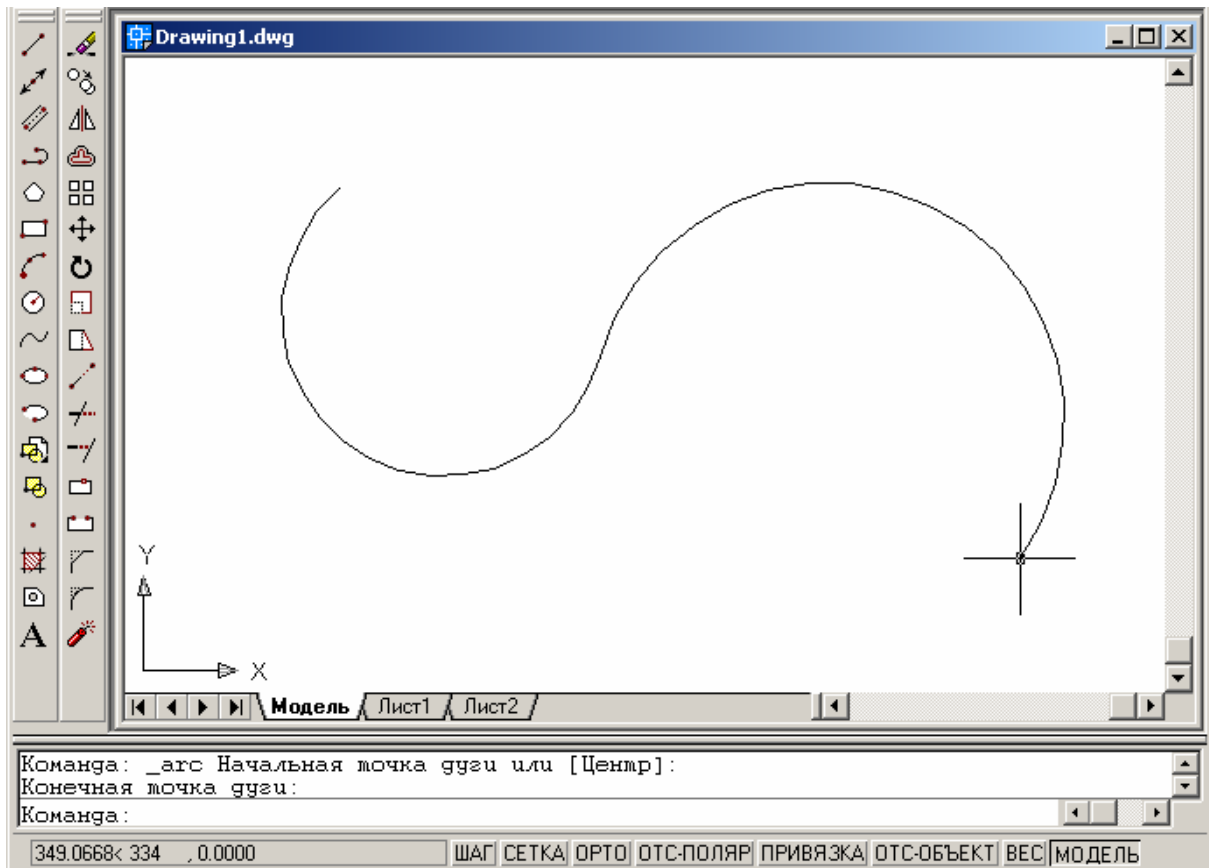 Drawing1.dwg
A
Y
X
Модель Лист1 Лист2
Команда: _arc Начальная точка дуги или [Центр]:
Конечная точка дуги:
Команда:
349.0668< 334 , 0.0000 ШАГ СЕТКА ОРТО ОТС-ПОЛЯР ПРИВЯЗКА ОТС-ОБЪЕКТ ВЕС МОДЕЛЬ